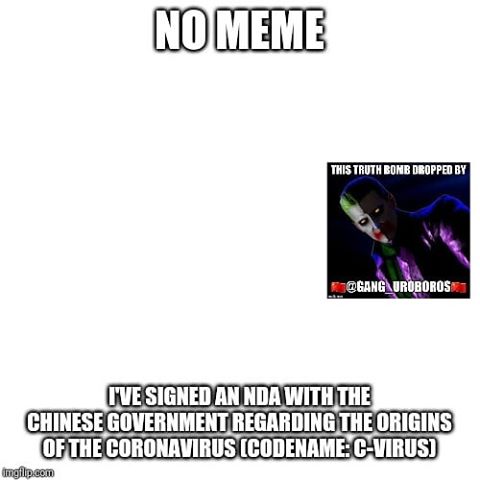 NO MEME
THIS TRUTH BOMB DROPPED BY
@GANG_UROBOROS
I'VE SIGNED AN NDA WITH THE
CHINESE GOVERNMENT REGARDING THE ORIGINS
OF THE CORONAVIRUS (CODENAME: C-VIRUS)
imgflip.com